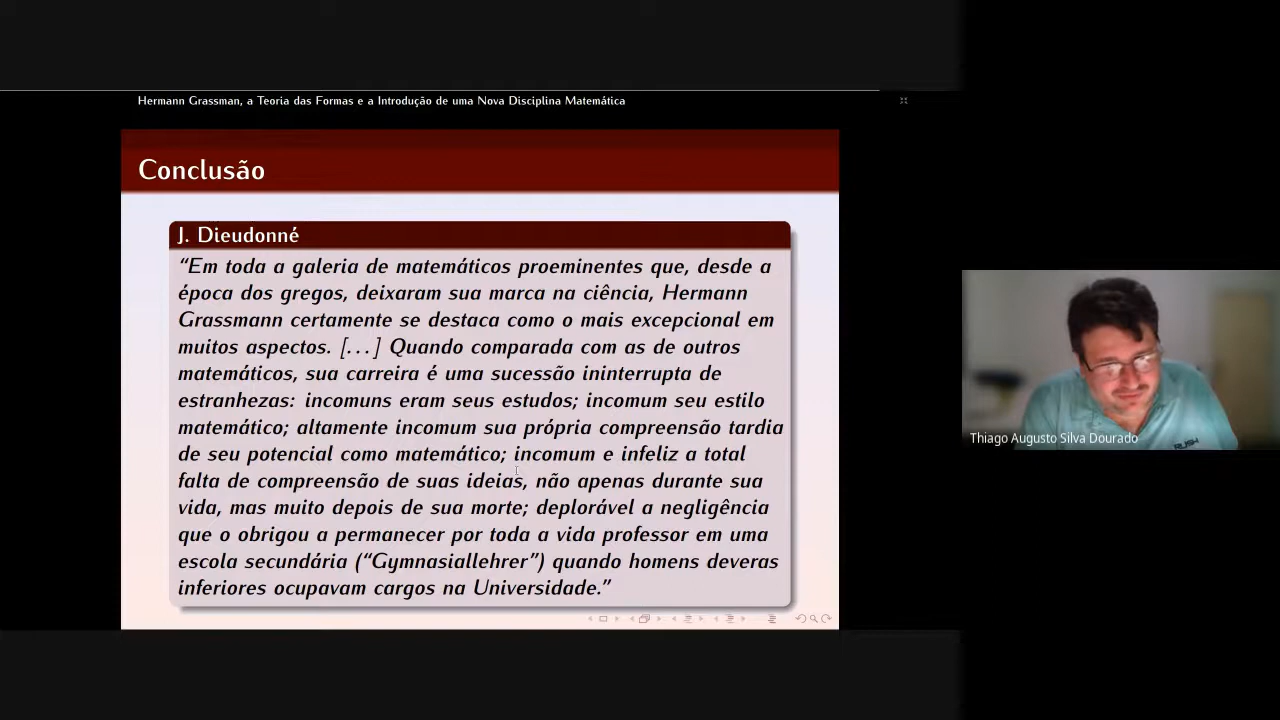 Hermann Grassman, a Teoria das Formas e a Introdução de uma Nova Disciplina Matemática
Conclusão
J. Dieudonné
“Em toda a galeria de matemáticos proeminentes que, desde a
época dos gregos, deixaram sua marca na ciência, Hermann
Grassmann certamente se destaca como o mais excepcional em
muitos aspectos. [...] Quando comparada com as de outros
matemáticos, sua carreira é uma sucessão ininterrupta de
estranhezas: incomuns eram seus estudos; incomum seu estilo
matemático; altamente incomum sua própria compreensão tardia
de seu potencial como matemático; incomum e infeliz a total
falta de compreensão de suas ideias, não apenas durante sua
vida, mas muito depois de sua morte; deplorável a negligência
que o obrigou a permanecer por toda a vida professor em uma
escola secundária (“Gymnasiallehrer”) quando homens deveras
inferiores ocupavam cargos na Universidade.”
Thiago Augusto Silva Dourado
RUSH